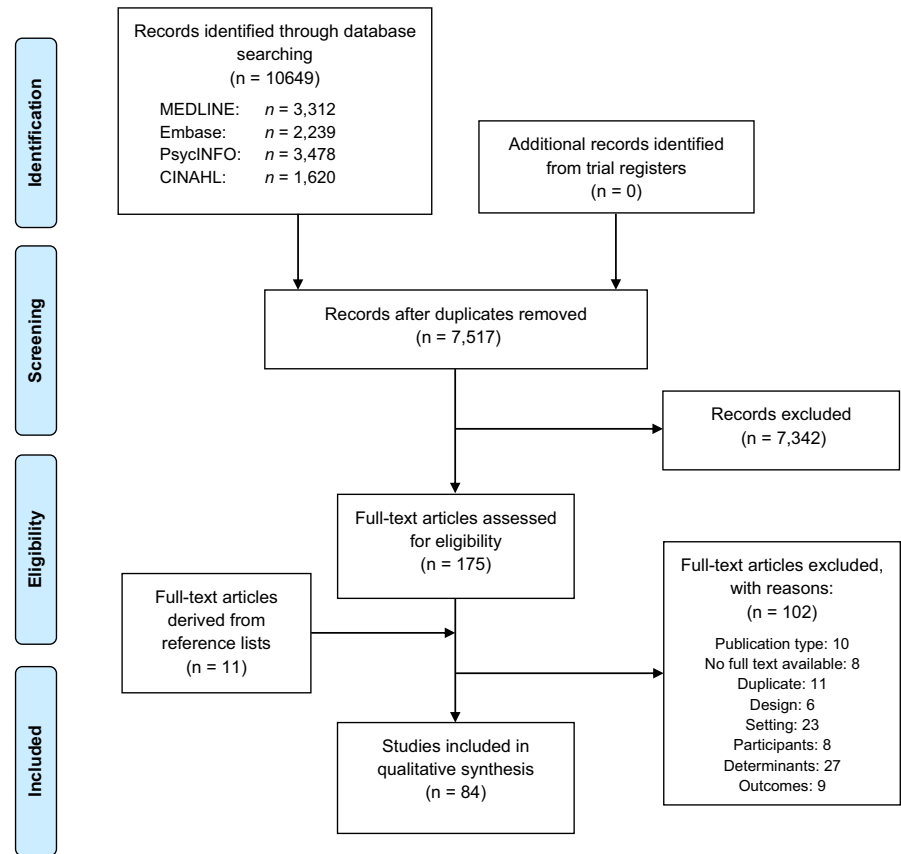 Identification
Records identified through database
searching
(n = 10649)
MEDLINE: n = 3,312
Embase: n = 2,239
PsycINFO: n = 3,478
CINAHL: n = 1,620
Additional records identified
from trial registers
(n = 0)
Screening
Records after duplicates removed
(n = 7,517)
Records excluded
(n = 7,342)
Eligibility
Full-text articles assessed
for eligibility
(n = 175)
Full-text articles
derived from
reference lists
(n = 11)
Full-text articles excluded,
with reasons:
(n = 102)
Publication type: 10
No full text available: 8
Duplicate: 11
Design: 6
Setting: 23
Participants: 8
Determinants: 27
Outcomes: 9
Included
Studies included in
qualitative synthesis
(n = 84)